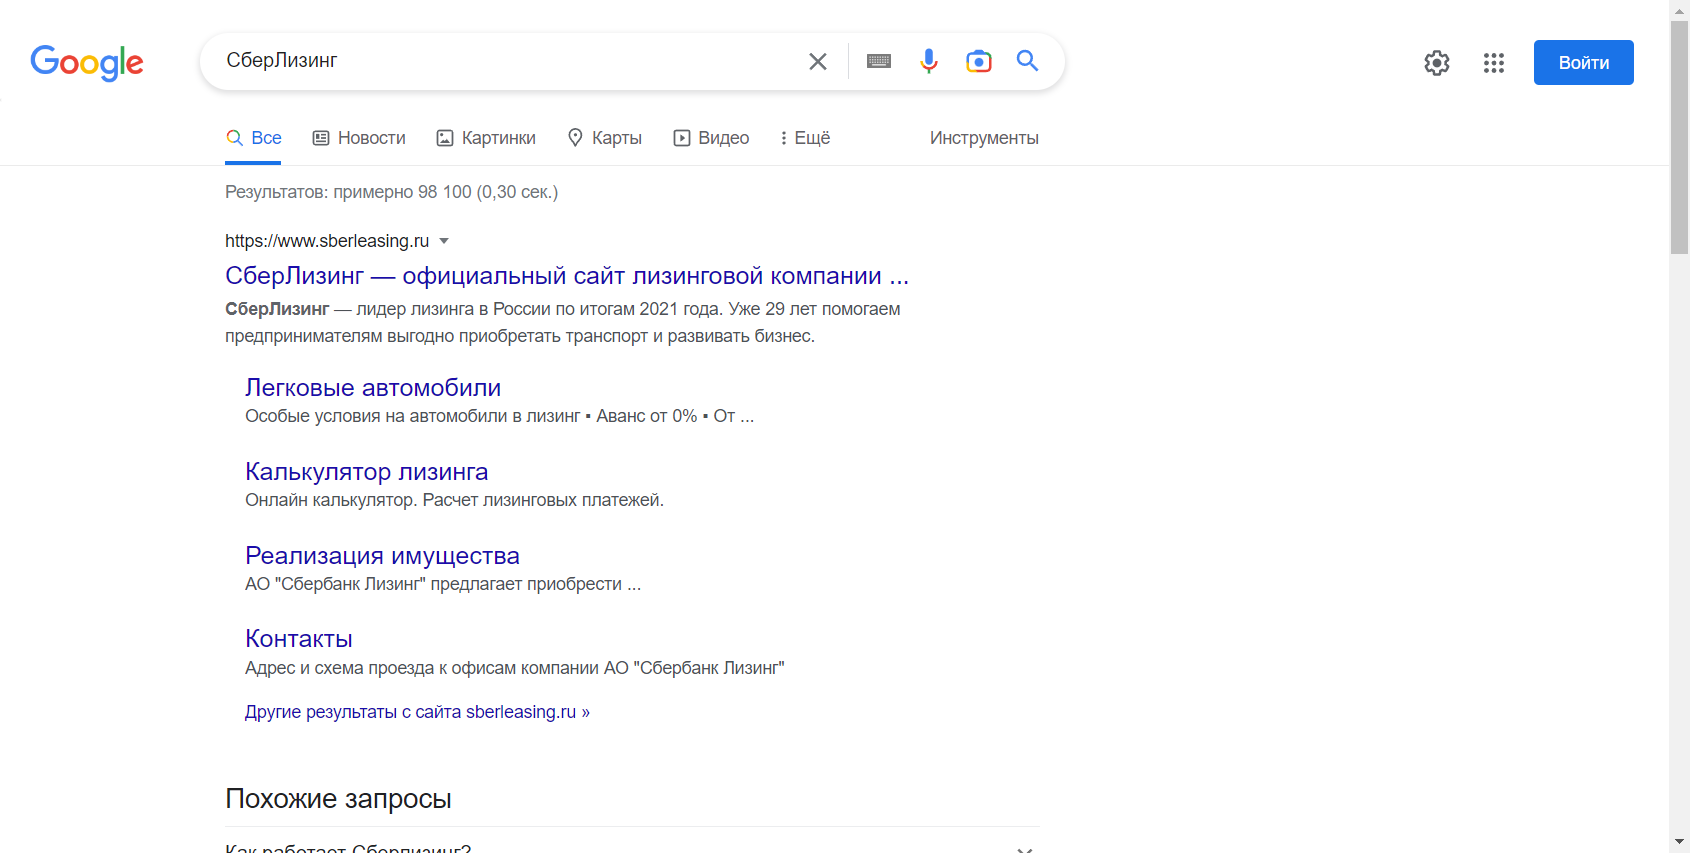 Google
СберЛизинг
Войти
Все
Новости
Картинки
Карты
Видео
Ещё
Инструменты
Результатов: примерно 98 100 (0,30 сек.)
https://www.sberleasing.ru
СберЛизинг — официальный сайт лизинговой компании ...
СберЛизинг — лидер лизинга в России по итогам 2021 года. Уже 29 лет помогаем
предпринимателям выгодно приобретать транспорт и развивать бизнес.
Легковые автомобили
Особые условия на автомобили в лизинг ▪ Аванс от 0% ▪ От ...
Калькулятор лизинга
Онлайн калькулятор. Расчет лизинговых платежей.
Реализация имущества
АО "Сбербанк Лизинг" предлагает приобрести ...
Контакты
Адрес и схема проезда к офисам компании АО "Сбербанк Лизинг"
Другие результаты с сайта sberleasing.ru »
Похожие запросы
Как работает Сберлизинг?